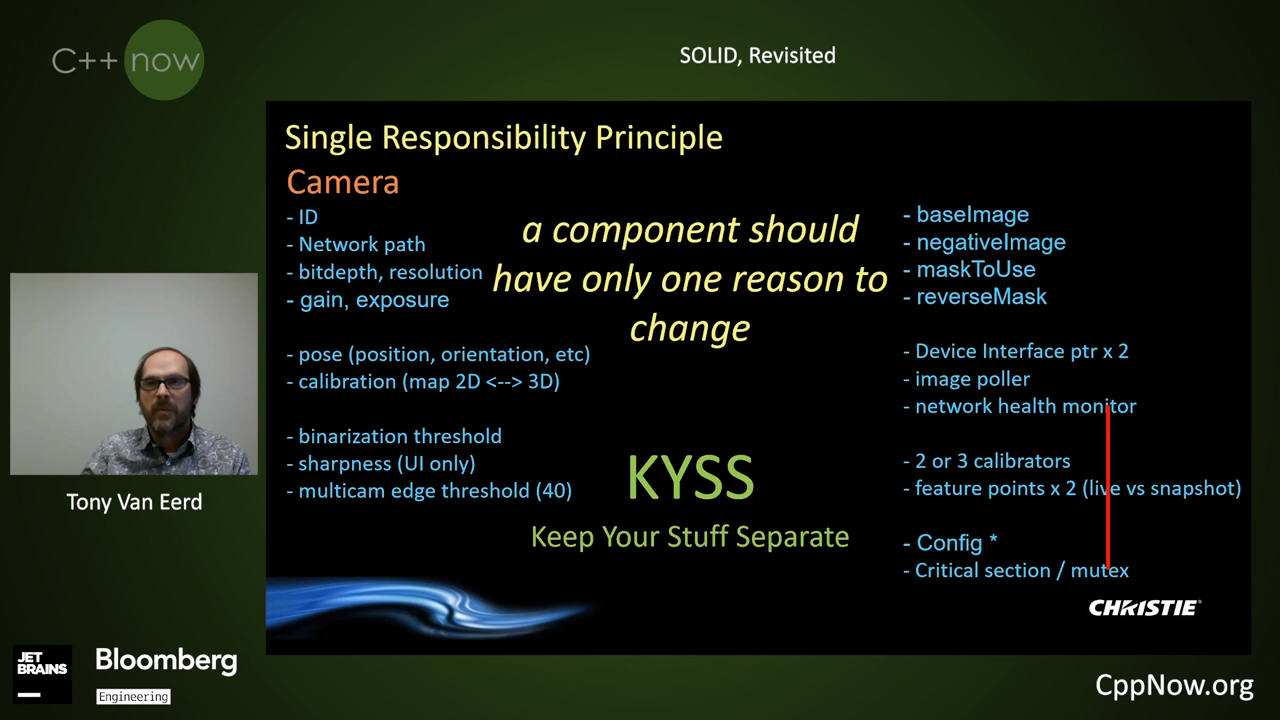 C++ now
SOLID, Revisited
Single Responsibility Principle
Camera
- ID
- Network path
- bitdepth, resolution
- gain, exposure
- pose (position, orientation, etc)
- calibration (map 2D <--> 3D)
- binarization threshold
- sharpness (UI only)
- multicam edge threshold (40)
a component should
have only one reason to
change
KYSS
Keep Your Stuff Separate
- baseImage
- negativeImage
- maskToUse
- reverseMask
- Device Interface ptr x 2
- image poller
- network health monitor
- 2 or 3 calibrators
- feature points x 2 (live vs snapshot)
- Config *
- Critical section / mutex
CHRISTIE®
Tony Van Eerd
JET
BRAINS
Bloomberg
Engineering
CppNow.org